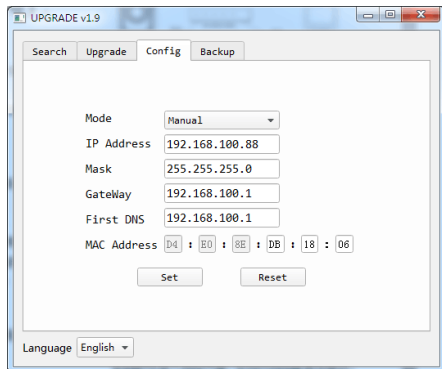 UPGRADE v1.9
Search Upgrade Config Backup
Mode Manual
IP Address 192.168.100.88
Mask 255.255.255.0
GateWay 192.168.100.1
First DNS 192.168.100.1
MAC Address D4 : E0 : 8E : DB : 18 : 06
Set Reset
Language English